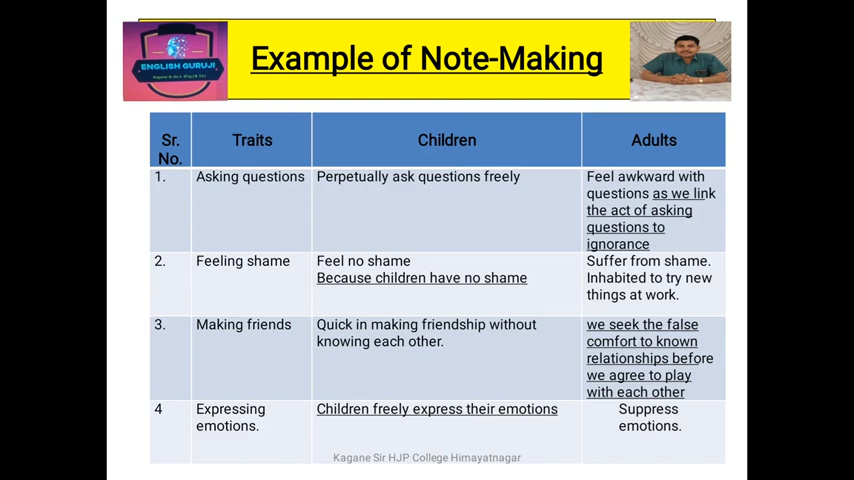 ENGLISH GURUJI
Example of Note-Making
Sr. No. Traits Children Adults
1. Asking questions Perpetually ask questions freely Feel awkward with
questions as we link
the act of asking
questions to
ignorance
2. Feeling shame Feel no shame Suffer from shame.
Because children have no shame Inhabited to try new
things at work.
3. Making friends Quick in making friendship without we seek the false
knowing each other. comfort to known
relationships before
we agree to play
with each other
4 Expressing Children freely express their emotions Suppress
emotions. emotions.
Kagane Sir HJP College Himayatnagar